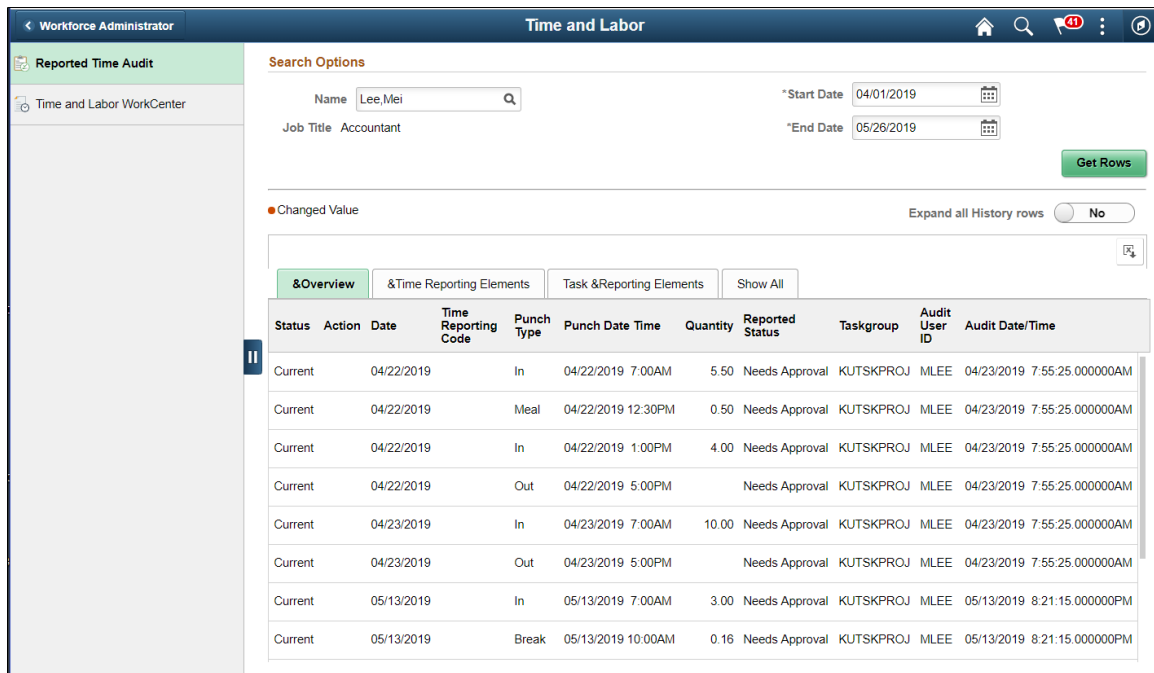 Workforce Administrator
Time and Labor
41
Reported Time Audit
Time and Labor WorkCenter
Search Options
Name Lee,Mei
*Start Date 04/01/2019
Job Title Accountant
*End Date 05/26/2019
Get Rows
Changed Value
Expand all History rows No
&Overview &Time Reporting Elements Task &Reporting Elements Show All
Status Action Date Time Reporting Code Punch Type Punch Date Time Quantity Reported Status Taskgroup Audit User ID Audit Date/Time
Current 04/22/2019 In 04/22/2019 7:00AM 5.50 Needs Approval KUTSKPROJ MLEE 04/23/2019 7:55:25.000000AM
Current 04/22/2019 Meal 04/22/2019 12:30PM 0.50 Needs Approval KUTSKPROJ MLEE 04/23/2019 7:55:25.000000AM
Current 04/22/2019 In 04/22/2019 1:00PM 4.00 Needs Approval KUTSKPROJ MLEE 04/23/2019 7:55:25.000000AM
Current 04/22/2019 Out 04/22/2019 5:00PM Needs Approval KUTSKPROJ MLEE 04/23/2019 7:55:25.000000AM
Current 04/23/2019 In 04/23/2019 7:00AM 10.00 Needs Approval KUTSKPROJ MLEE 04/23/2019 7:55:25.000000AM
Current 04/23/2019 Out 04/23/2019 5:00PM Needs Approval KUTSKPROJ MLEE 04/23/2019 7:55:25.000000AM
Current 05/13/2019 In 05/13/2019 7:00AM 3.00 Needs Approval KUTSKPROJ MLEE 05/13/2019 8:21:15.000000PM
Current 05/13/2019 Break 05/13/2019 10:00AM 0.16 Needs Approval KUTSKPROJ MLEE 05/13/2019 8:21:15.000000PM